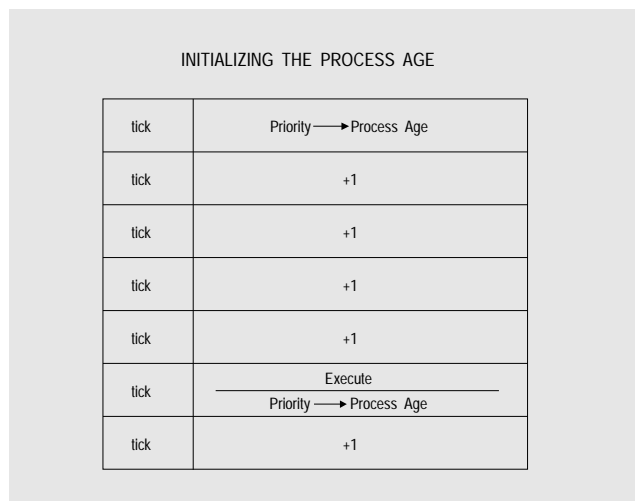 INITIALIZING THE PROCESS AGE
tick Priority Process Age
tick +1
tick +1
tick +1
tick +1
tick Execute
Priority Process Age
tick +1